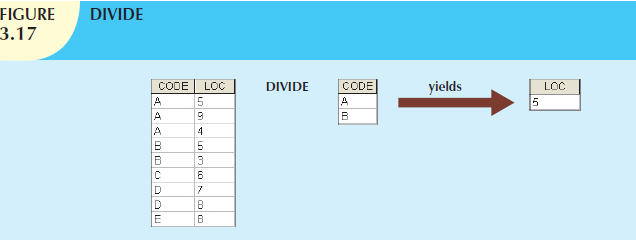 FIGURE
3.17
DIVIDE
CODE LOC
A 5
A 9
A 4
B 5
B 3
C 6
D 7
D 8
E 8
DIVIDE
CODE
A
B
yields
LOC
5